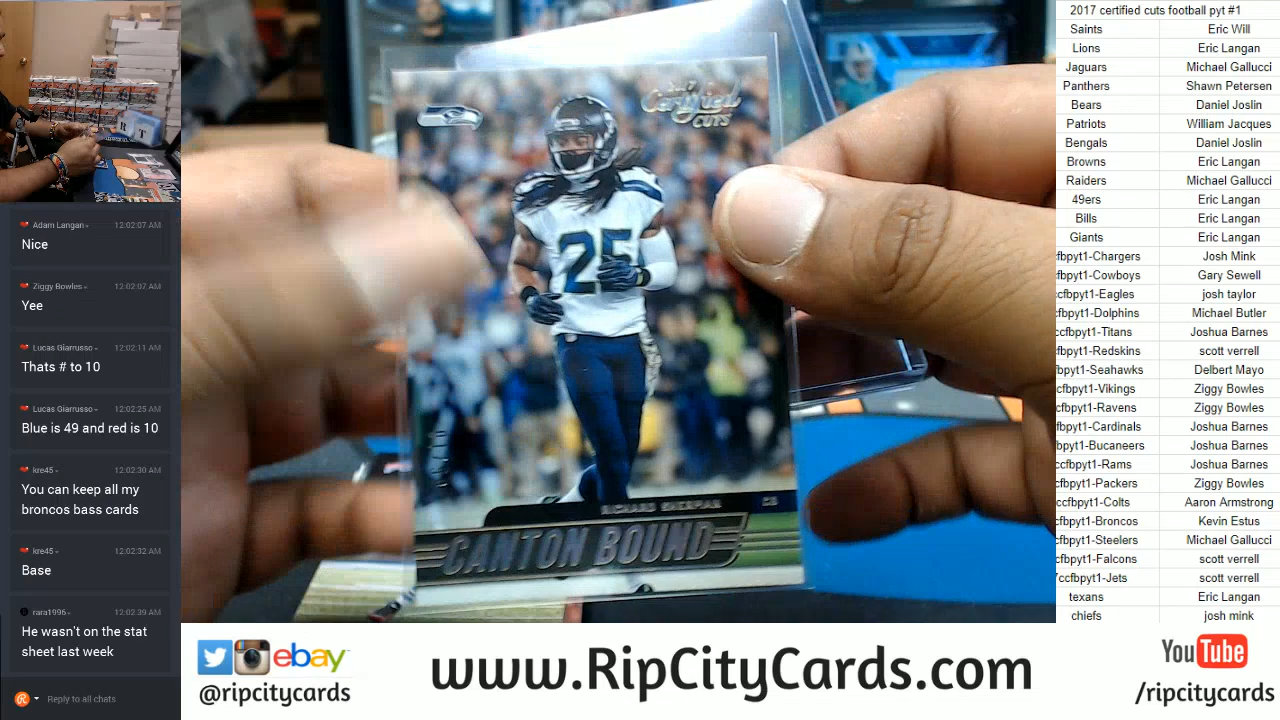 Adam Langan 12:02:07 AM
Nice
Ziggy Bowles 12:02:07 AM
Yee
Lucas Giarrusso 12:02:11 AM
Thats # to 10
Lucas Giarrusso 12:02:25 AM
Blue is 49 and red is 10
kre45 12:02:30 AM
You can keep all my
broncos bass cards
kre45 12:02:32 AM
Base
rara1996 12:02:39 AM
He wasn't on the stat
sheet last week
Reply to all chats
Certified
CUTS
25
RICHARD SHERMAN CB
CANTON BOUND
2017 certified cuts football pyt #1
Saints Eric Will
Lions Eric Langan
Jaguars Michael Gallucci
Panthers Shawn Petersen
Bears Daniel Joslin
Patriots William Jacques
Bengals Daniel Joslin
Browns Eric Langan
Raiders Michael Gallucci
49ers Eric Langan
Bills Eric Langan
Giants Eric Langan
cfbpyt1-Chargers Josh Mink
cfbpyt1-Cowboys Gary Sewell
ccfbpyt1-Eagles josh taylor
cfbpyt1-Dolphins Michael Butler
ccfbpyt1-Titans Joshua Barnes
cfbpyt1-Redskins scott verrell
fbpyt1-Seahawks Delbert Mayo
cfbpyt1-Vikings Ziggy Bowles
cfbpyt1-Ravens Ziggy Bowles
fbpyt1-Cardinals Joshua Barnes
bpyt1-Bucaneers Joshua Barnes
ccfbpyt1-Rams Joshua Barnes
cfbpyt1-Packers Ziggy Bowles
ccfbpyt1-Colts Aaron Armstrong
cfbpyt1-Broncos Kevin Estus
cfbpyt1-Steelers Michael Gallucci
cfbpyt1-Falcons scott verrell
7ccfbpyt1-Jets scott verrell
texans Eric Langan
chiefs josh mink
ebay
@ripcitycards
www.RipCityCards.com
YouTube
/ripcitycards